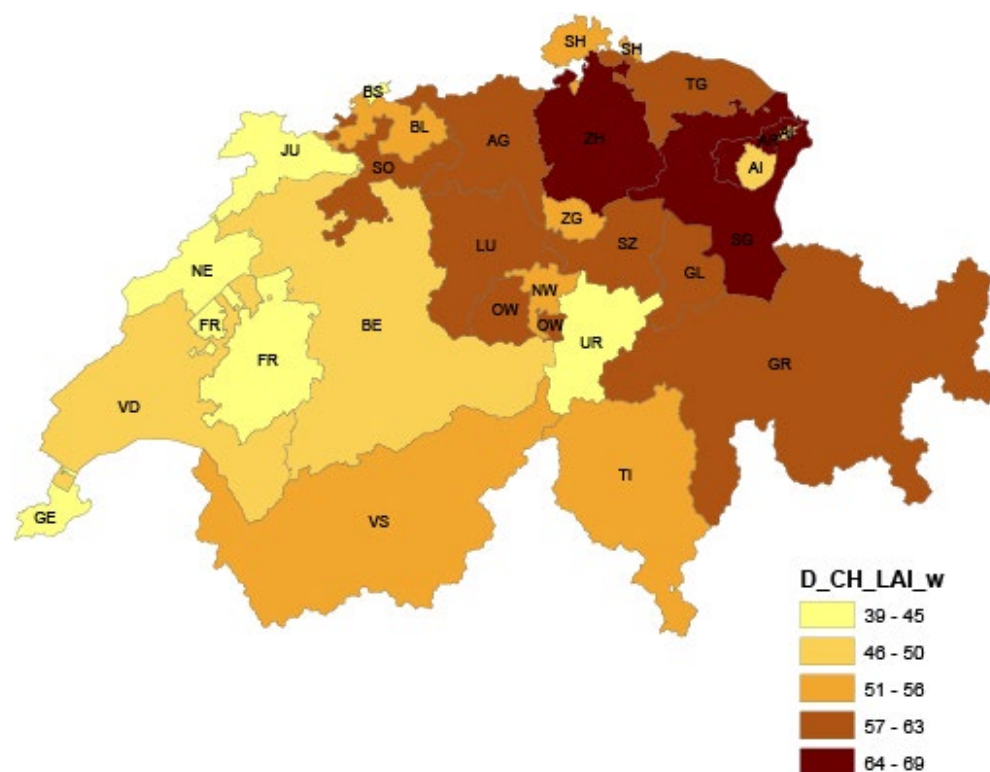 SH
SH
BS
TG
BL
JU
AG
ZH
SO
AI
ZG
NE
LU
SZ
SG
GL
NW
OW
FR
BE
OW
UR
FR
GR
VD
TI
GE
VS
D_CH_LAI_w
39 - 45
46 - 50
51 - 56
57 - 63
64 - 69